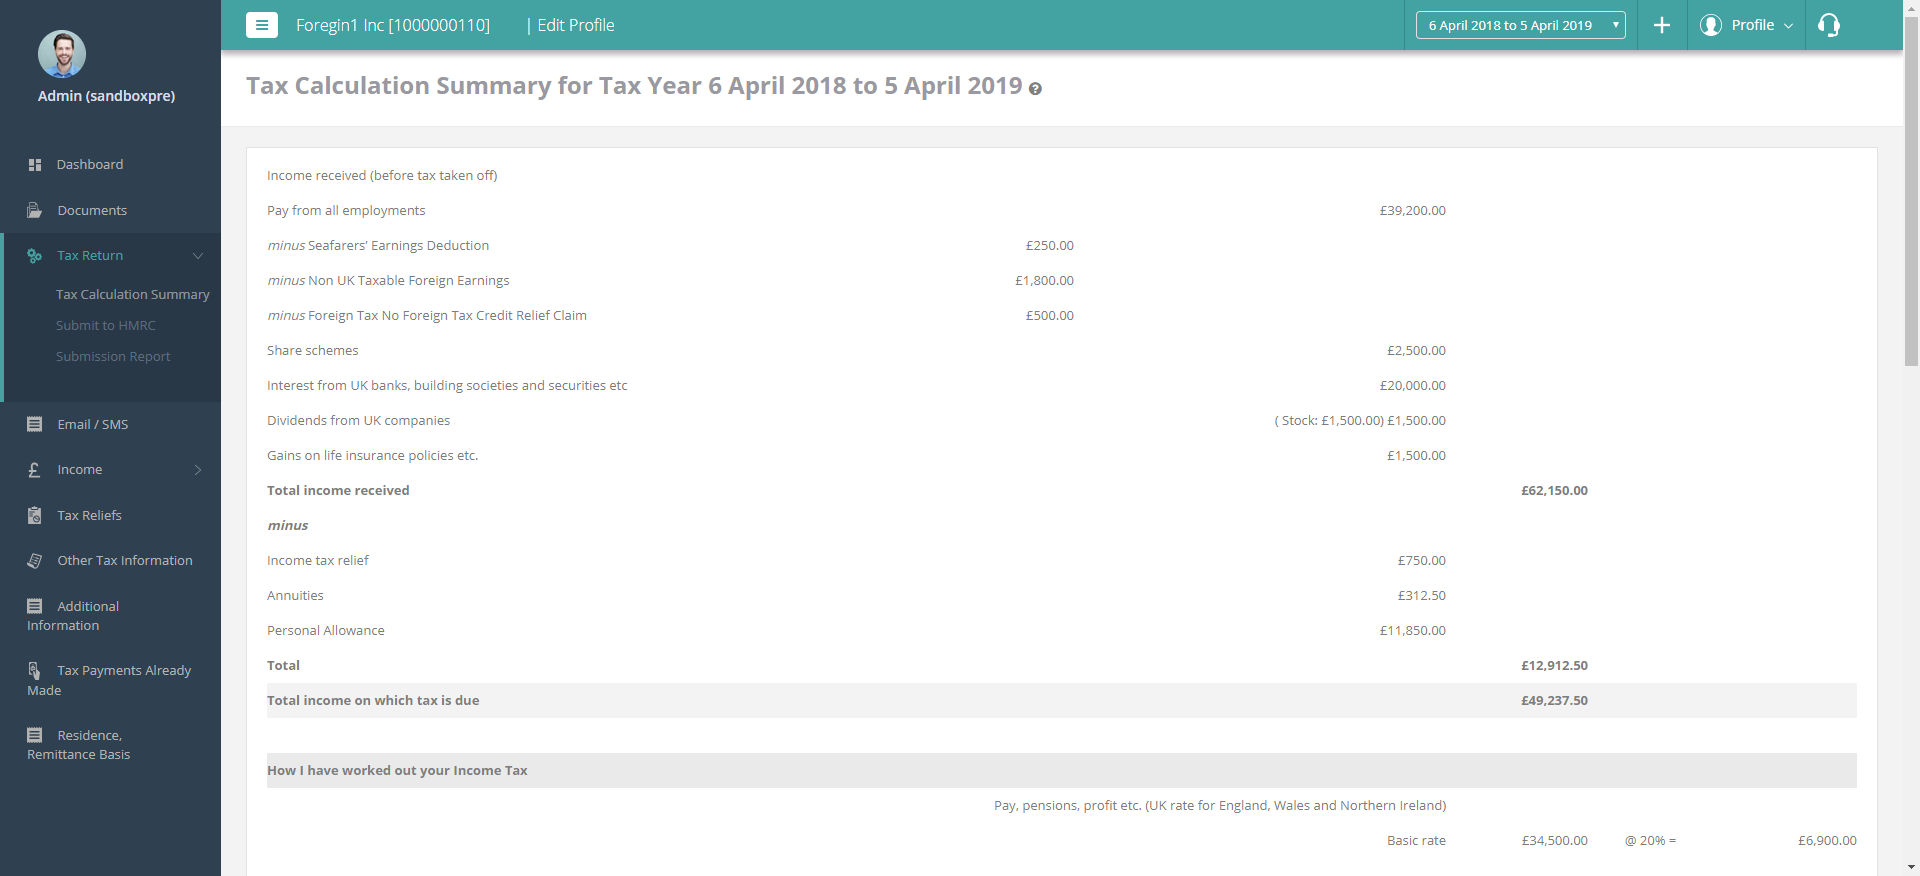 Foregin1 Inc [1000000110] | Edit Profile
6 April 2018 to 5 April 2019
Profile
Admin (sandboxpre)
Dashboard
Documents
Tax Return
Tax Calculation Summary
Submit to HMRC
Submission Report
Email / SMS
Income
Tax Reliefs
Other Tax Information
Additional
Information
Tax Payments Already
Made
Residence,
Remittance Basis
Tax Calculation Summary for Tax Year 6 April 2018 to 5 April 2019 ?
Income received (before tax taken off)
Pay from all employments £39,200.00
minus Seafarers’ Earnings Deduction £250.00
minus Non UK Taxable Foreign Earnings £1,800.00
minus Foreign Tax No Foreign Tax Credit Relief Claim £500.00
Share schemes £2,500.00
Interest from UK banks, building societies and securities etc £20,000.00
Dividends from UK companies ( Stock: £1,500.00) £1,500.00
Gains on life insurance policies etc. £1,500.00
Total income received £62,150.00
minus
Income tax relief £750.00
Annuities £312.50
Personal Allowance £11,850.00
Total £12,912.50
Total income on which tax is due £49,237.50
How I have worked out your Income Tax
Pay, pensions, profit etc. (UK rate for England, Wales and Northern Ireland)
Basic rate £34,500.00 @ 20% = £6,900.00